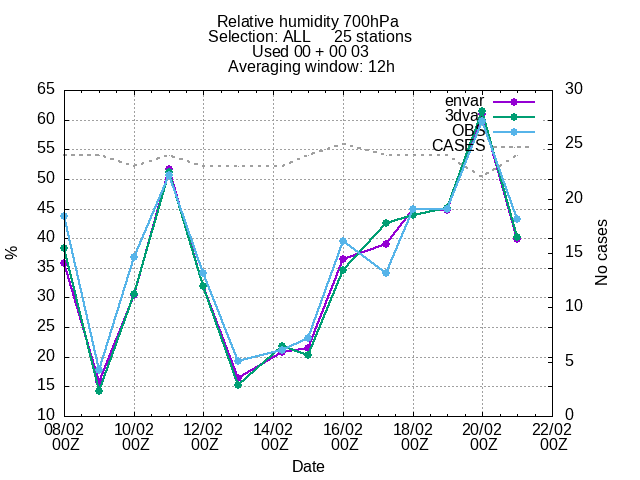 Relative humidity 700hPa
Selection: ALL 25 stations
Used 00 + 00 03
Averaging window: 12h
envar
3dvar
OBS
CASES
65
60
55
50
45
40
35
30
25
20
15
10
%
30
25
20
15
10
5
0
No cases
08/02 10/02 12/02 14/02 16/02 18/02 20/02 22/02
00Z 00Z 00Z 00Z 00Z 00Z 00Z 00Z
Date